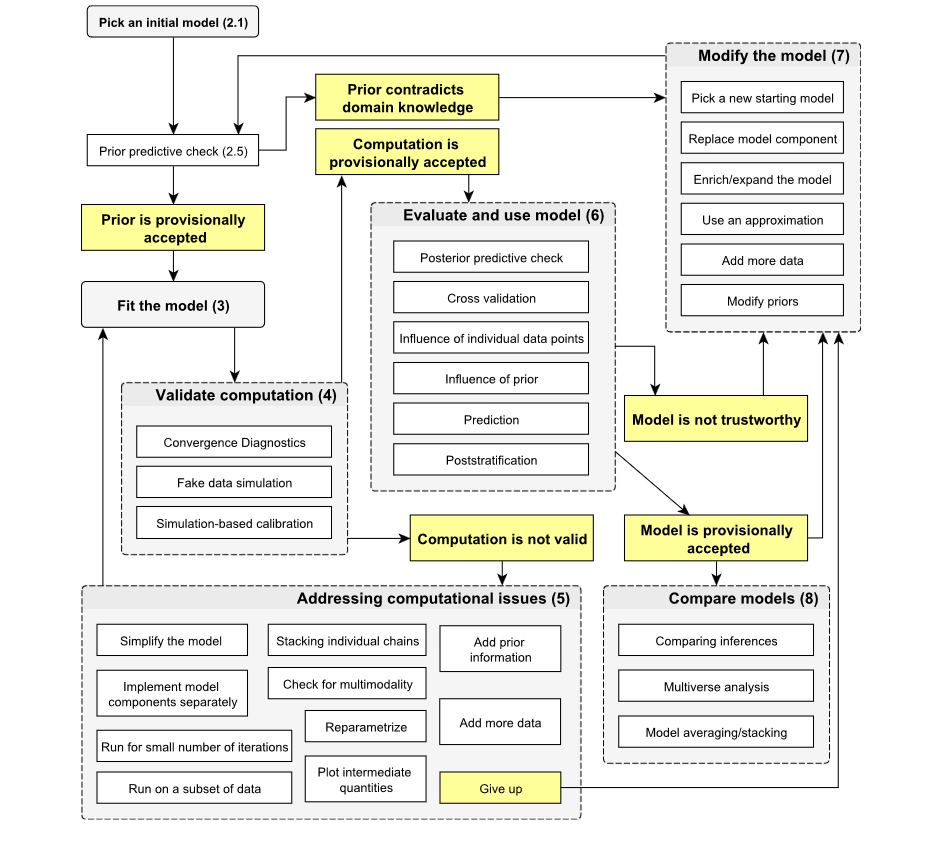 Pick an initial model (2.1)
Prior predictive check (2.5)
Prior contradicts
domain knowledge
Computation is
provisionally accepted
Prior is provisionally
accepted
Fit the model (3)
Modify the model (7)
Pick a new starting model
Replace model component
Enrich/expand the model
Use an approximation
Add more data
Modify priors
Evaluate and use model (6)
Posterior predictive check
Cross validation
Influence of individual data points
Influence of prior
Prediction
Poststratification
Validate computation (4)
Convergence Diagnostics
Fake data simulation
Simulation-based calibration
Model is not trustworthy
Computation is not valid
Model is provisionally
accepted
Addressing computational issues (5)
Simplify the model
Implement model
components separately
Run for small number of iterations
Run on a subset of data
Stacking individual chains
Check for multimodality
Reparametrize
Plot intermediate
quantities
Add prior
information
Add more data
Give up
Compare models (8)
Comparing inferences
Multiverse analysis
Model averaging/stacking